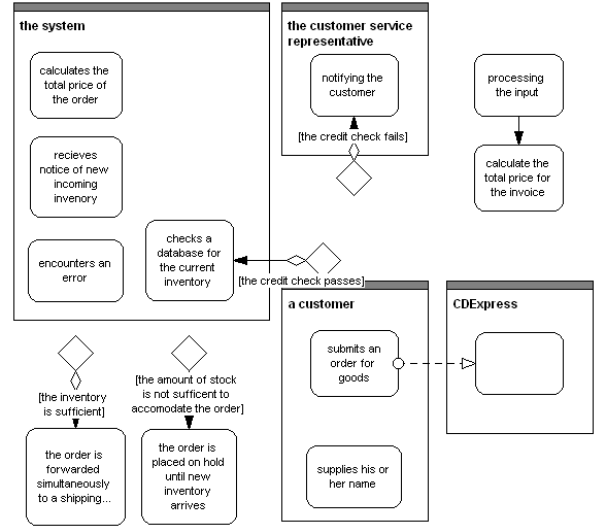 the system
calculates the
total price of
the order
recieves
notice of new
incoming
invenory
encounters an
error
checks a
database for
the current
inventory
the customer service
representative
notifying the
customer
[the credit check fails]
processing
the input
calculate the
total price for
the invoice
[the credit check passes]
a customer
submits an
order for
goods
supplies his or
her name
CDExpress
[the inventory
is sufficient]
the order is
forwarded
simultaneously
to a shipping...
[the amount of stock
is not sufficent to
accomodate the order]
the order is
placed on hold
until new
inventory
arrives